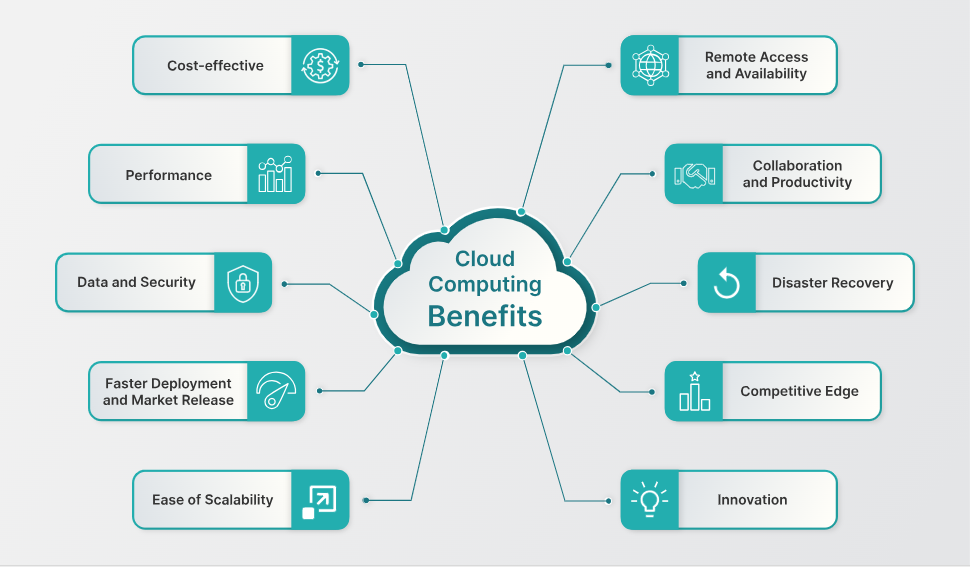 Cost-effective
Performance
Data and Security
Faster Deployment
and Market Release
Ease of Scalability
Cloud
Computing
Benefits
Remote Access
and Availability
Collaboration
and Productivity
Disaster Recovery
Competitive Edge
Innovation